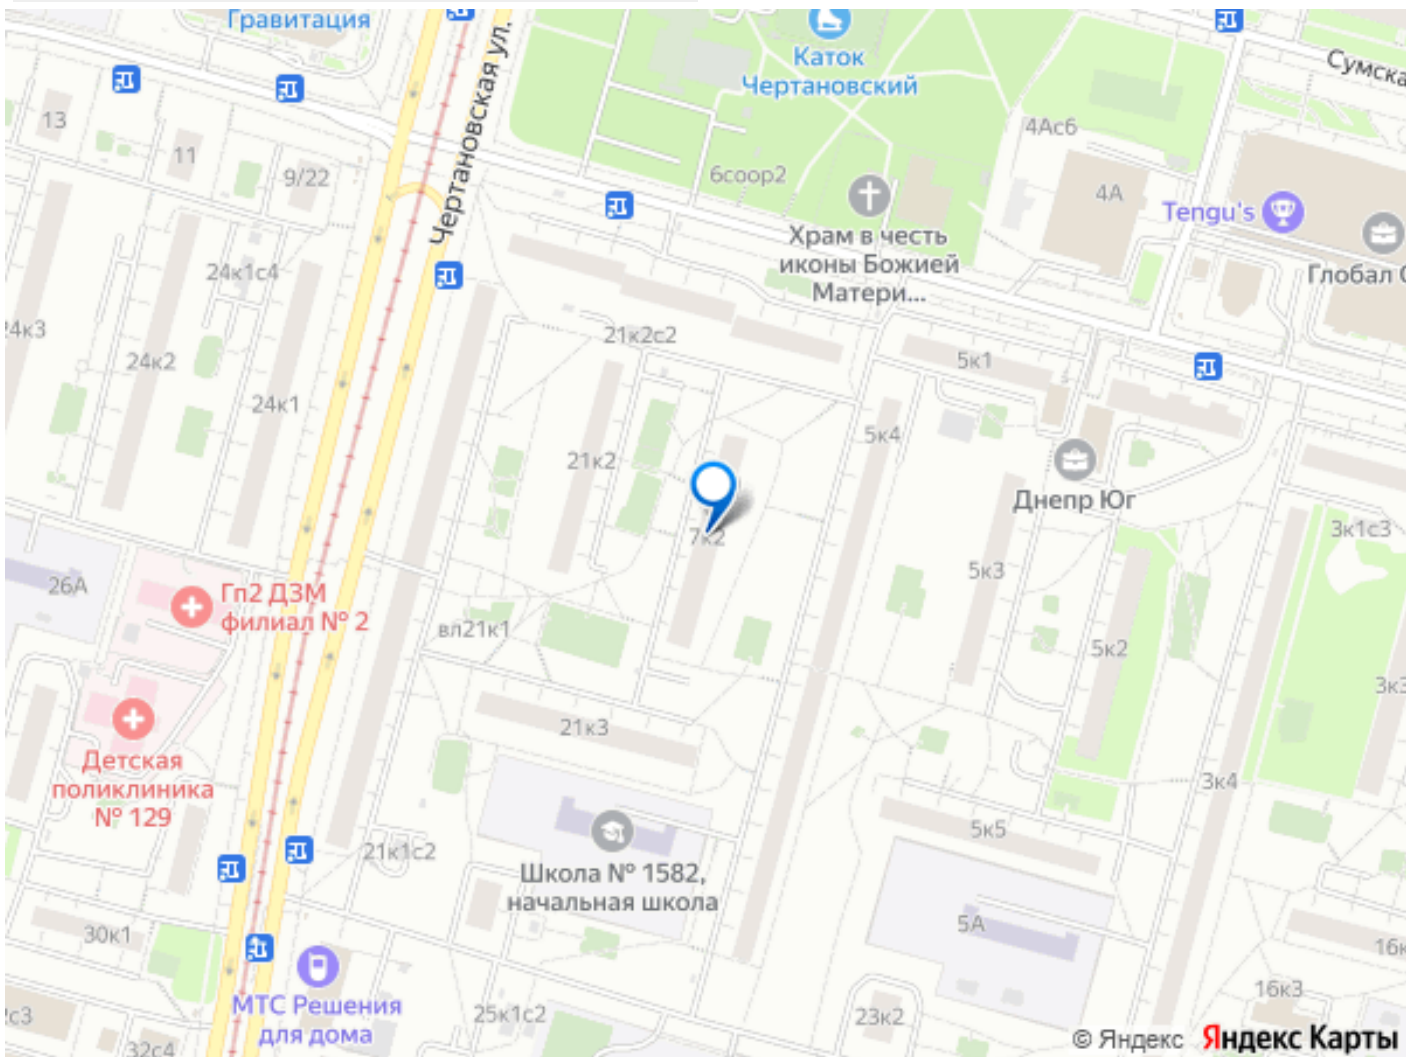 Гравитация
Чертановская ул.
Каток
Чертановский
Сумска
13
11
9/22
6соор2
4Ас6
4А
Tengu's
Глобал
Храм в честь
иконы Божией
Матери...
24к1с4
24к3
24к2
24к1
21к2с2
5к1
5к4
21к2
Днепр Юг
7к2
3к1с3
5к3
26А
Гп2 ДЗМ
филиал № 2
вл21к1
5к2
3к3
21к3
Детская
поликлиника
№ 129
3к4
5к5
21к1с2
Школа № 1582,
начальная школа
5А
30к1
16к
МТС Решения
для дома
25к1с2
23к2
16к3
32с4
© Яндекс Яндекс Карты